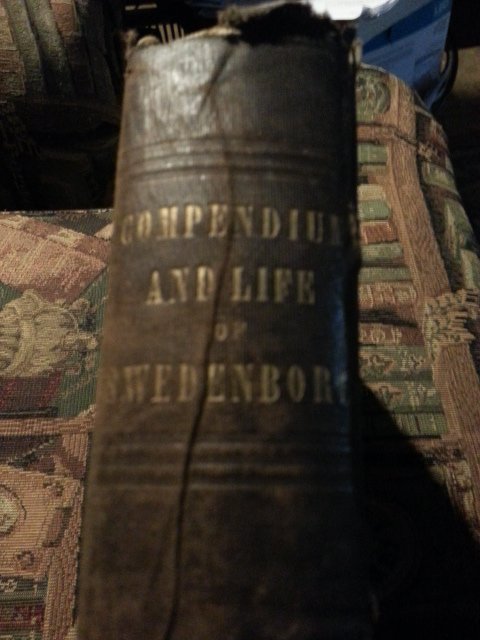 COMPENDIUM
AND LIFE
OF
SWEDENBORG